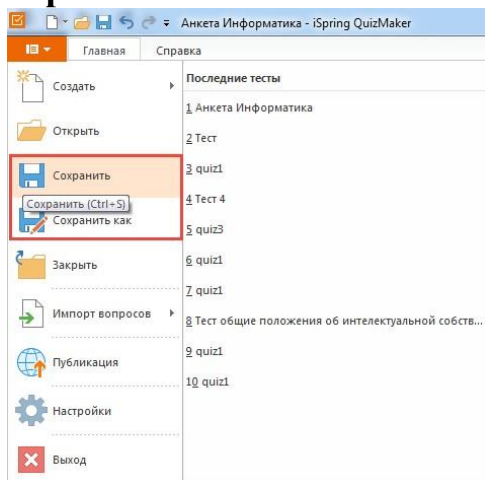 Анкета Информатика - iSpring QuizMaker
Главная Справка
Создать
Открыть
Сохранить
Сохранить (Ctrl+S)
Сохранить как
Закрыть
Импорт вопросов
Публикация
Настройки
Выход
Последние тесты
1 Анкета Информатика
2 Тест
3 quiz1
4 Тест 4
5 quiz3
6 quiz1
7 quiz1
8 Тест общие положения об интелектуальной собств...
9 quiz1
10 quiz1